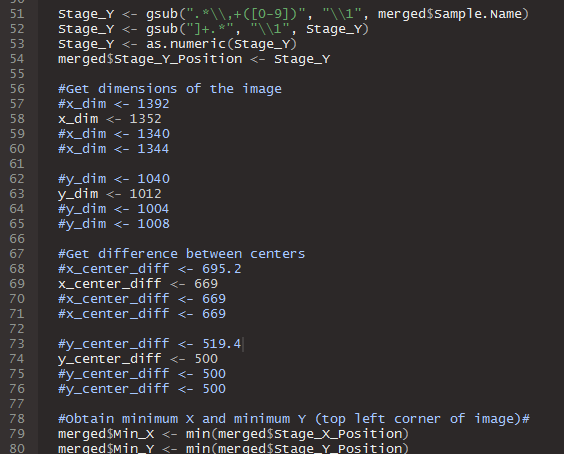 51 Stage_Y <- gsub(".*\\,+([0-9])", "\\1", merged$Sample.Name)
52 Stage_Y <- gsub("]+.*", "\\1", Stage_Y)
53 Stage_Y <- as.numeric(Stage_Y)
54 merged$Stage_Y_Position <- Stage_Y
55
56 #Get dimensions of the image
57 #x_dim <- 1392
58 x_dim <- 1352
59 #x_dim <- 1340
60 #x_dim <- 1344
61
62 #y_dim <- 1040
63 y_dim <- 1012
64 #y_dim <- 1004
65 #y_dim <- 1008
66
67 #Get difference between centers
68 #x_center_diff <- 695.2
69 x_center_diff <- 669
70 #x_center_diff <- 669
71 #x_center_diff <- 669
72
73 #y_center_diff <- 519.4
74 y_center_diff <- 500
75 #y_center_diff <- 500
76 #y_center_diff <- 500
77
78 #Obtain minimum X and minimum Y (top left corner of image)#
79 merged$Min_X <- min(merged$Stage_X_Position)
80 merged$Min_Y <- min(merged$Stage_Y_Position)